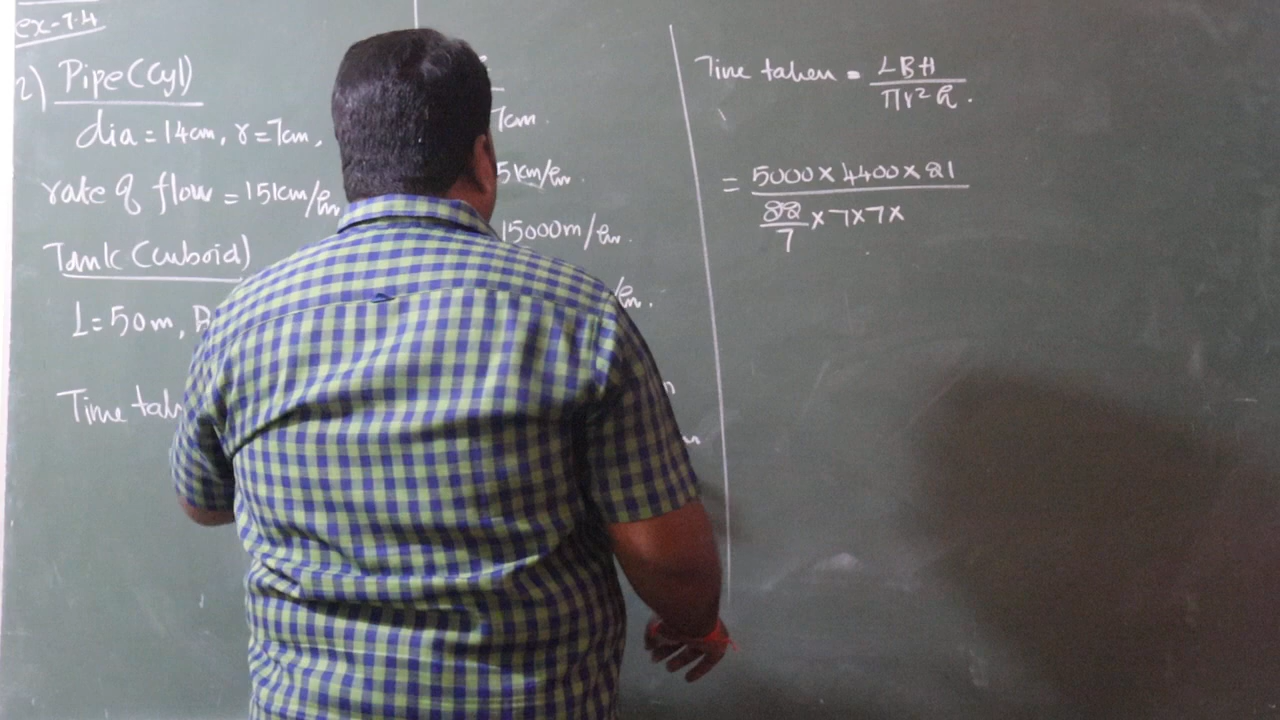 ex-7.4
2) Pipe (Cyl)
dia = 14cm, r = 7cm,
rate of flow = 15km/hr
Tank (cuboid)
L = 50m, B
Time tak
7cm.
5km/hr.
15000m/hr.
/hr.
Time taken = LBH / πr²h.
= 5000 × 4400 × 21 / 22/7 × 7 × 7 ×